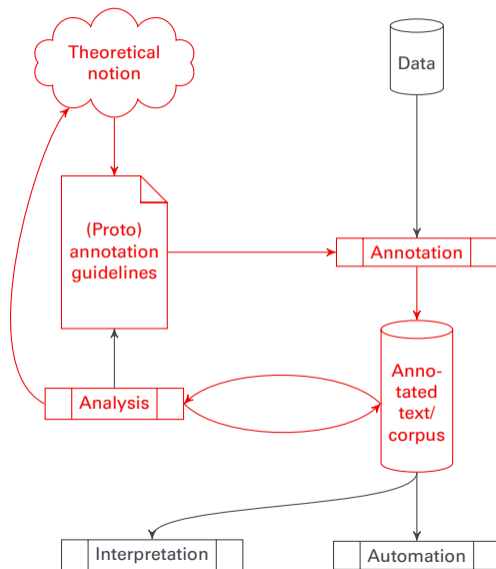 Theoretical
notion
Data
(Proto)
annotation
guidelines
Annotation
Anno-
tated
text/
corpus
Analysis
Interpretation
Automation